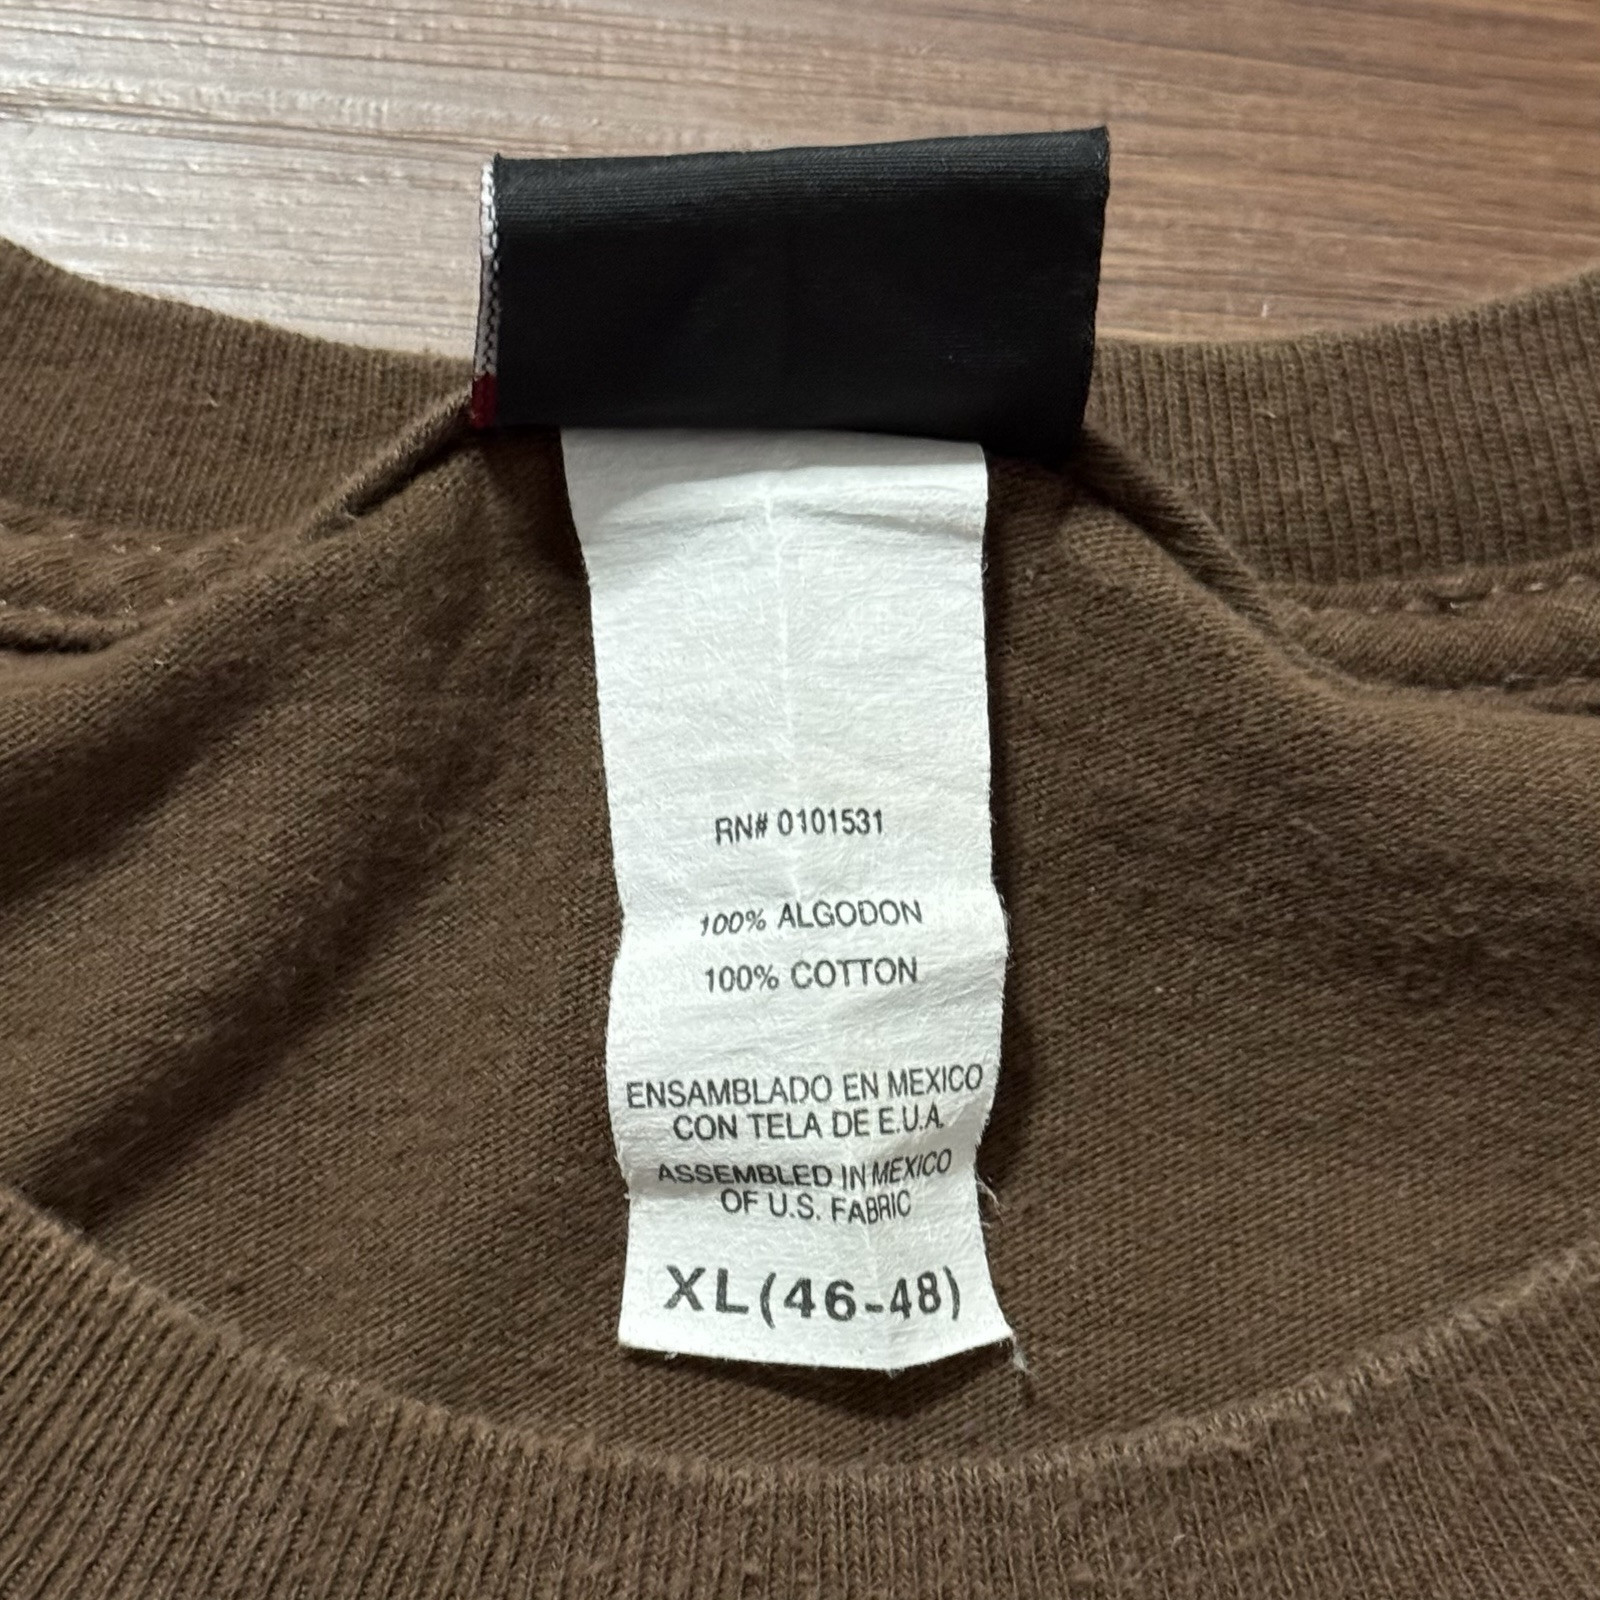 RN# 0101531
100% ALGODON
100% COTTON
ENSAMBLADO EN MEXICO
CON TELA DE E.U.A.
ASSEMBLED IN MEXICO
OF U.S. FABRIC
XL(46-48)